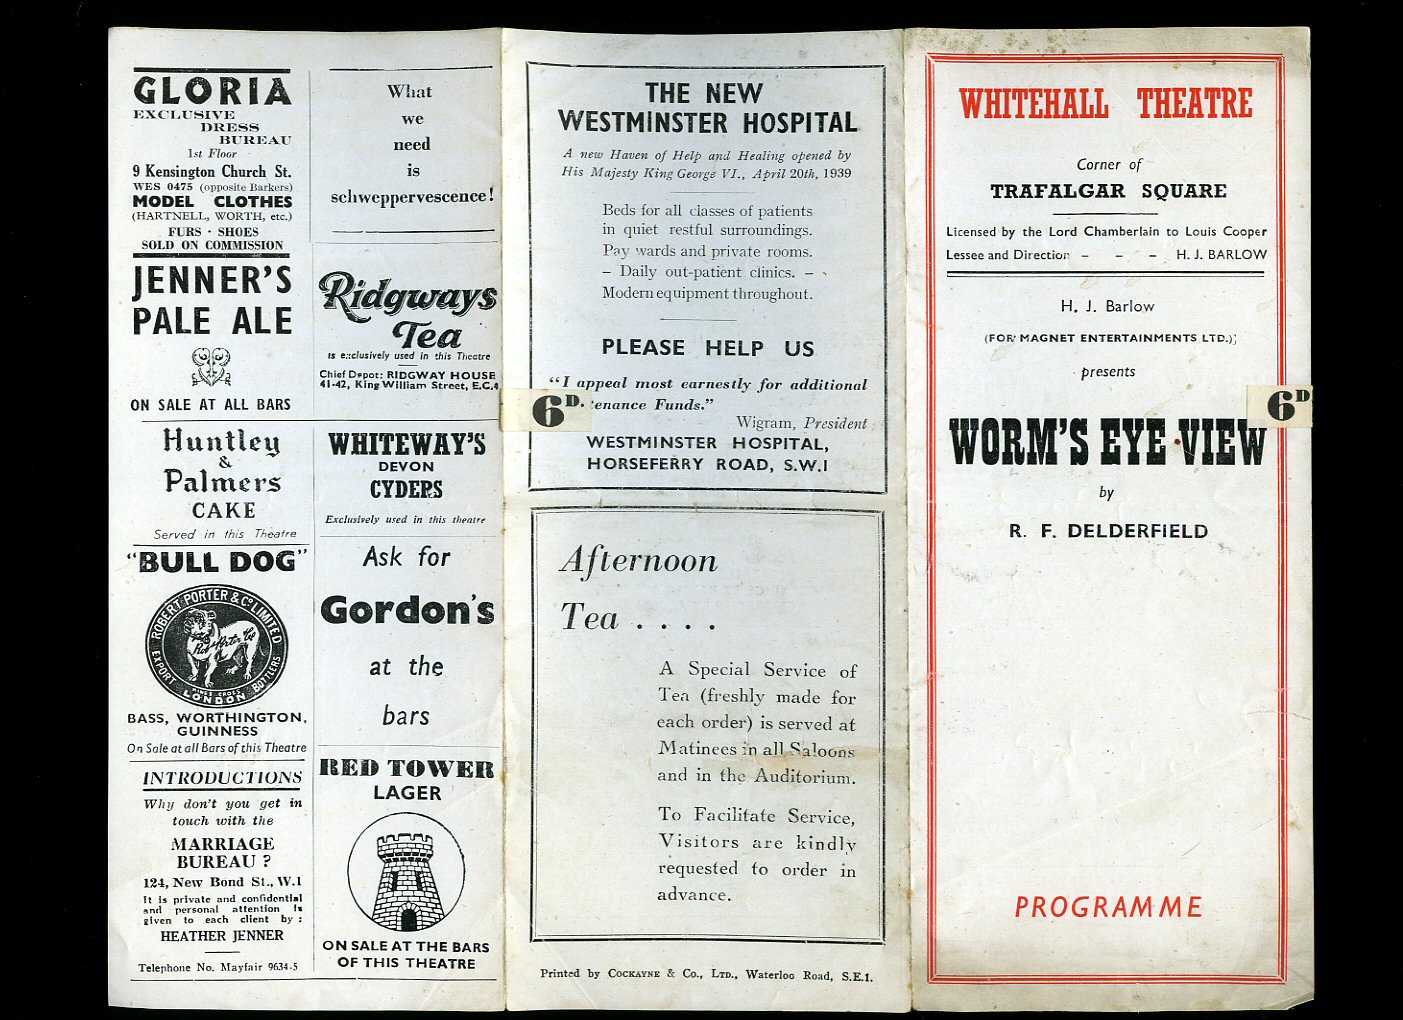 GLORIA
EXCLUSIVE
DRESS
BUREAU
1st Floor
9 Kensington Church St.
WES 0475 (opposite Barkers)
MODEL CLOTHES
(HARTNELL, WORTH, etc.)
FURS · SHOES
SOLD ON COMMISSION
JENNER'S
PALE ALE
ON SALE AT ALL BARS
Huntley
&
Palmers
CAKE
Served in this Theatre
"BULL DOG"
ROBERT PORTER & CO LIMITED
Robt Porter & Co
KINGS CROSS
LONDON
EXPORT BOTTLERS
BASS, WORTHINGTON,
GUINNESS
On Sale at all Bars of this Theatre
INTRODUCTIONS
Why don't you get in
touch with the
MARRIAGE
BUREAU ?
124, New Bond St., W.1
It is private and confidential
and personal attention is
given to each client by :
HEATHER JENNER
Telephone No. Mayfair 9634-5
What
we
need
is
schweppervescence!
Ridgways
Tea
is exclusively used in this Theatre
Chief Depot: RIDGWAY HOUSE
41-42, King William Street, E.C.4
WHITEWAY'S
DEVON
CYDERS
Exclusively used in this theatre
Ask for
Gordon's
at the
bars
RED TOWER
LAGER
ON SALE AT THE BARS
OF THIS THEATRE
THE NEW
WESTMINSTER HOSPITAL
A new Haven of Help and Healing opened by
His Majesty King George VI., April 20th, 1939
Beds for all classes of patients
in quiet restful surroundings.
Pay wards and private rooms.
– Daily out-patient clinics. –
Modern equipment throughout.
PLEASE HELP US
"I appeal most earnestly for additional
6D. tenance Funds."
Wigram, President
WESTMINSTER HOSPITAL,
HORSEFERRY ROAD, S.W.1
Afternoon
Tea . . . .
A Special Service of
Tea (freshly made for
each order) is served at
Matinees in all Saloons
and in the Auditorium.
To Facilitate Service,
Visitors are kindly
requested to order in
advance.
Printed by COCKAYNE & CO., LTD., Waterloo Road, S.E.1.
WHITEHALL THEATRE
Corner of
TRAFALGAR SQUARE
Licensed by the Lord Chamberlain to Louis Cooper
Lessee and Direction – – – H. J. BARLOW
H. J. Barlow
(FOR MAGNET ENTERTAINMENTS LTD.)
presents
6D
WORM'S EYE VIEW
by
R. F. DELDERFIELD
PROGRAMME